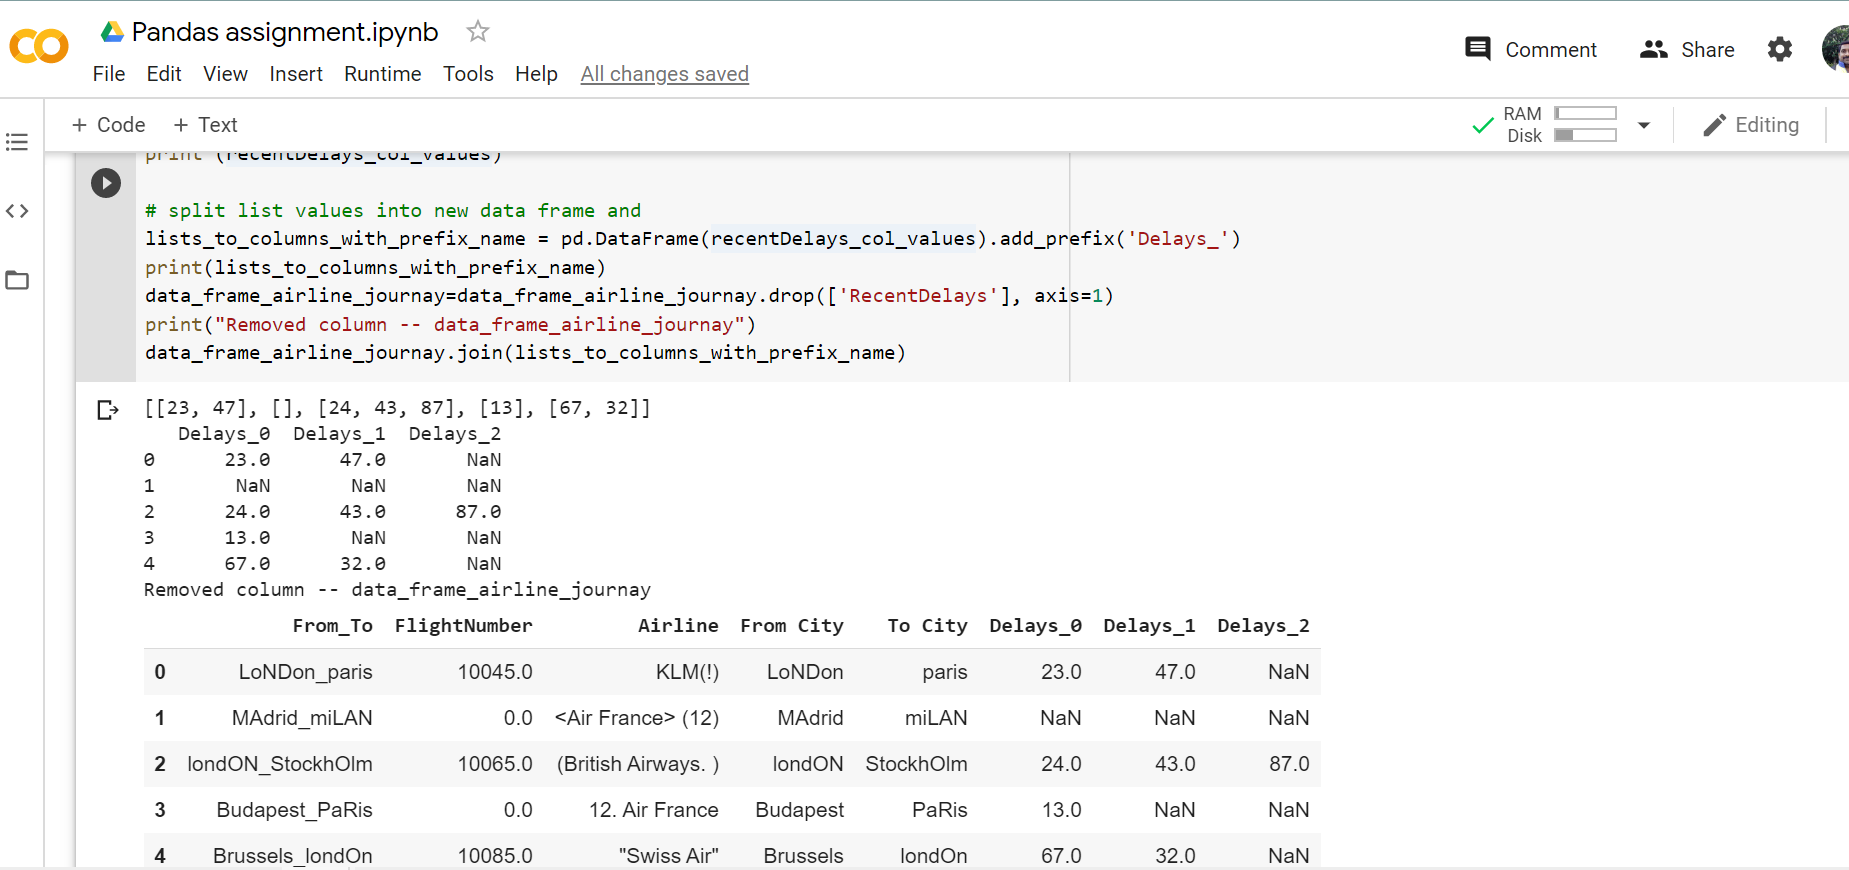 Pandas assignment.ipynb
File Edit View Insert Runtime Tools Help All changes saved
Comment Share
+ Code + Text
RAM
Disk
Editing
print (recentDelays_col_values)
# split list values into new data frame and
lists_to_columns_with_prefix_name = pd.DataFrame(recentDelays_col_values).add_prefix('Delays_')
print(lists_to_columns_with_prefix_name)
data_frame_airline_journay=data_frame_airline_journay.drop(['RecentDelays'], axis=1)
print("Removed column -- data_frame_airline_journay")
data_frame_airline_journay.join(lists_to_columns_with_prefix_name)
[[23, 47], [], [24, 43, 87], [13], [67, 32]]
Delays_0 Delays_1 Delays_2
0 23.0 47.0 NaN
1 NaN NaN NaN
2 24.0 43.0 87.0
3 13.0 NaN NaN
4 67.0 32.0 NaN
Removed column -- data_frame_airline_journay
From_To FlightNumber Airline From City To City Delays_0 Delays_1 Delays_2
0 LoNDon_paris 10045.0 KLM(!) LoNDon paris 23.0 47.0 NaN
1 MAdrid_miLAN 0.0 <Air France> (12) MAdrid miLAN NaN NaN NaN
2 londON_StockhOlm 10065.0 (British Airways. ) londON StockhOlm 24.0 43.0 87.0
3 Budapest_PaRis 0.0 12. Air France Budapest PaRis 13.0 NaN NaN
4 Brussels_londOn 10085.0 "Swiss Air" Brussels londOn 67.0 32.0 NaN